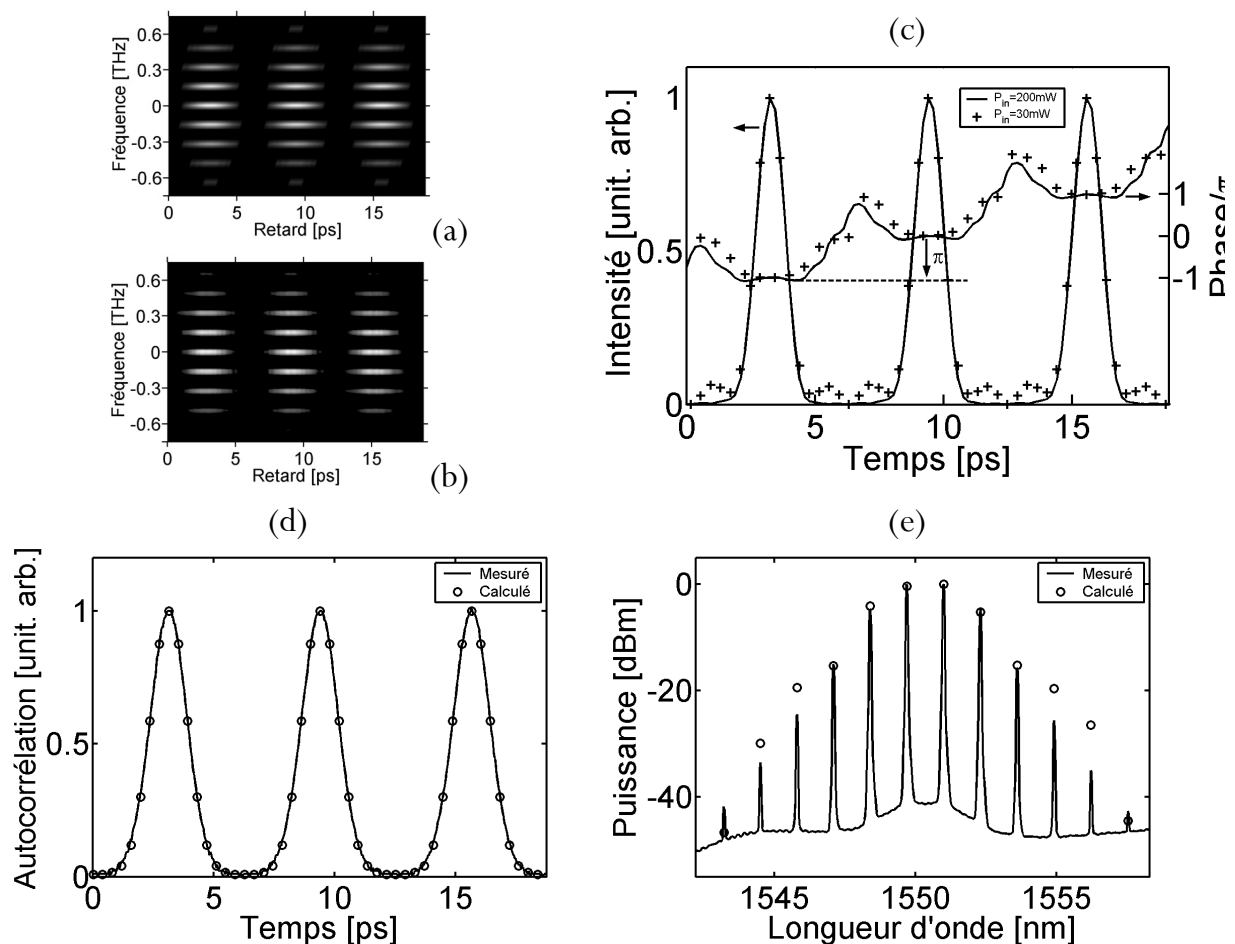 (c)
0.6
0.3
0
-0.3
-0.6
Fréquence [THz]
0 5 10 15
Retard [ps]
(a)
0.6
0.3
0
-0.3
-0.6
Fréquence [THz]
0 5 10 15
Retard [ps]
(b)
1
0.5
0
Intensité [unit. arb.]
Pin=200mW
Pin=30mW
π
1
0
-1
Phase/π
0 5 10 15
Temps [ps]
(d)
Mesuré
Calculé
1
0.5
0
Autocorrélation [unit. arb.]
0 5 10 15
Temps [ps]
(e)
Mesuré
Calculé
0
-20
-40
Puissance [dBm]
1545 1550 1555
Longueur d'onde [nm]